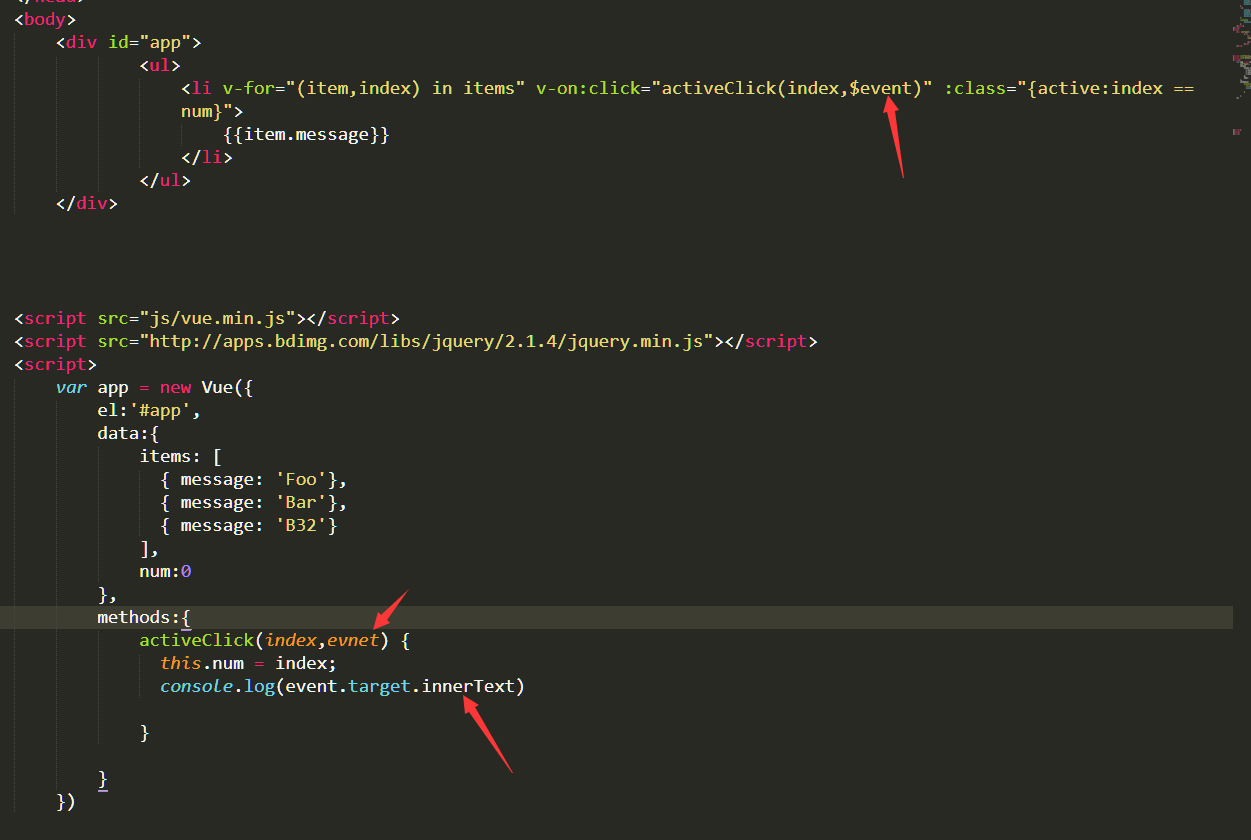 <body>
<div id="app">
<ul>
<li v-for="(item,index) in items" v-on:click="activeClick(index,$event)" :class="{active:index ==
num}">
{{item.message}}
</li>
</ul>
</div>
<script src="js/vue.min.js"></script>
<script src="http://apps.bdimg.com/libs/jquery/2.1.4/jquery.min.js"></script>
<script>
var app = new Vue({
el:'#app',
data:{
items: [
{ message: 'Foo'},
{ message: 'Bar'},
{ message: 'B32'}
],
num:0
},
methods:{
activeClick(index,evnet) {
this.num = index;
console.log(event.target.innerText)
}
}
})